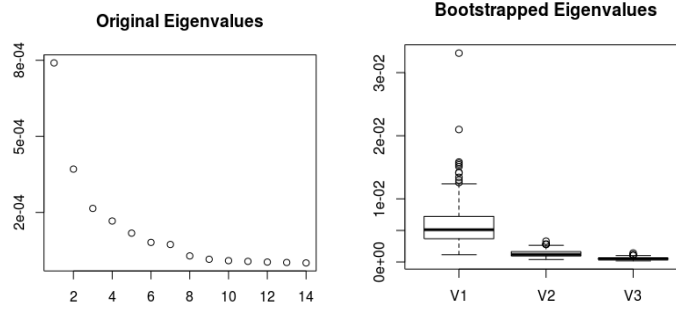 Original Eigenvalues
8e-04
5e-04
2e-04
2 4 6 8 10 12 14
Bootstrapped Eigenvalues
3e-02
2e-02
1e-02
0e+00
V1 V2 V3